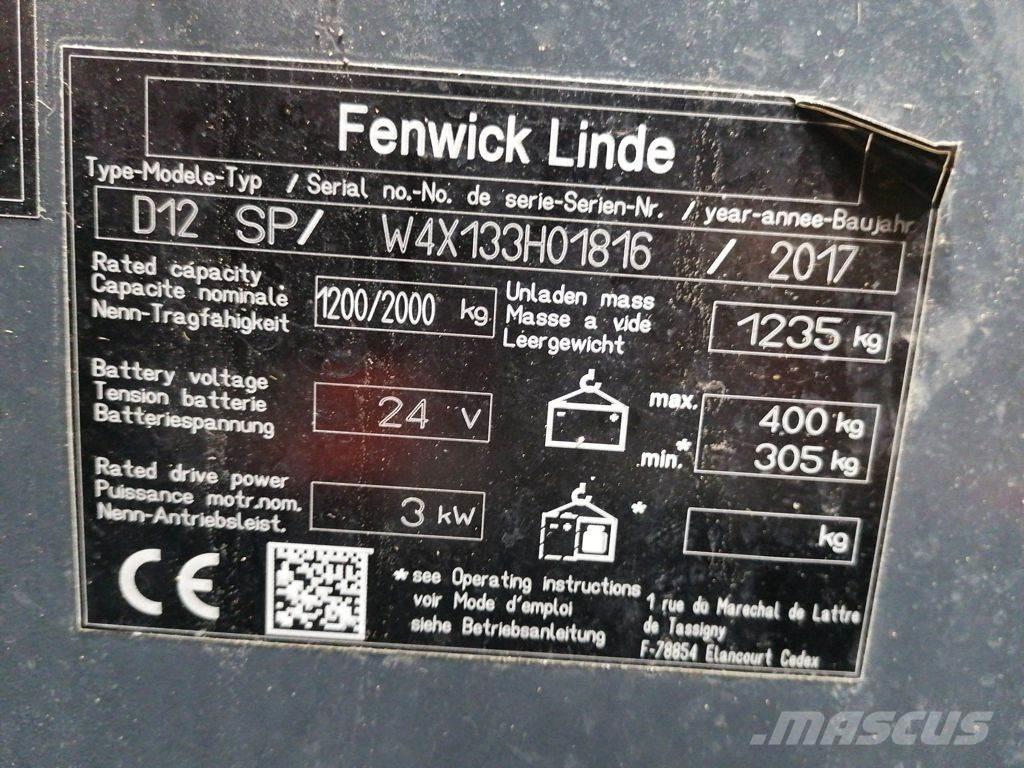 Fenwick Linde
Type-Modele-Typ / Serial no.-No. de serie-Serien-Nr. / year-annee-Baujahr
D12 SP/ W4X133H01816 / 2017
Rated capacity
Capacite nominale
Nenn-Tragfähigkeit
1200/2000 kg
Unladen mass
Masse a vide
Leergewicht
1235 kg
Battery voltage
Tension batterie
Batteriespannung
24 V
max. 400 kg
min.* 305 kg
Rated drive power
Puissance motr.nom.
Nenn-Antriebsleist.
3 kW
* kg
CE
*see Operating instructions
voir Mode d'emploi
siehe Betriebsanleitung
1 rue du Marechal de Lattre
de Tassigny
F-78854 Elancourt Cedex
MASCUS